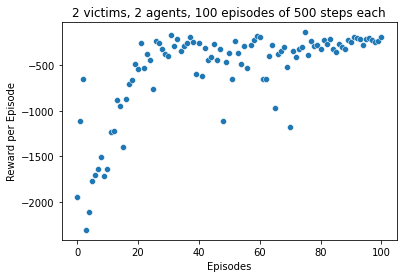 2 victims, 2 agents, 100 episodes of 500 steps each
Reward per Episode
−500
−1000
−1500
−2000
0 20 40 60 80 100
Episodes